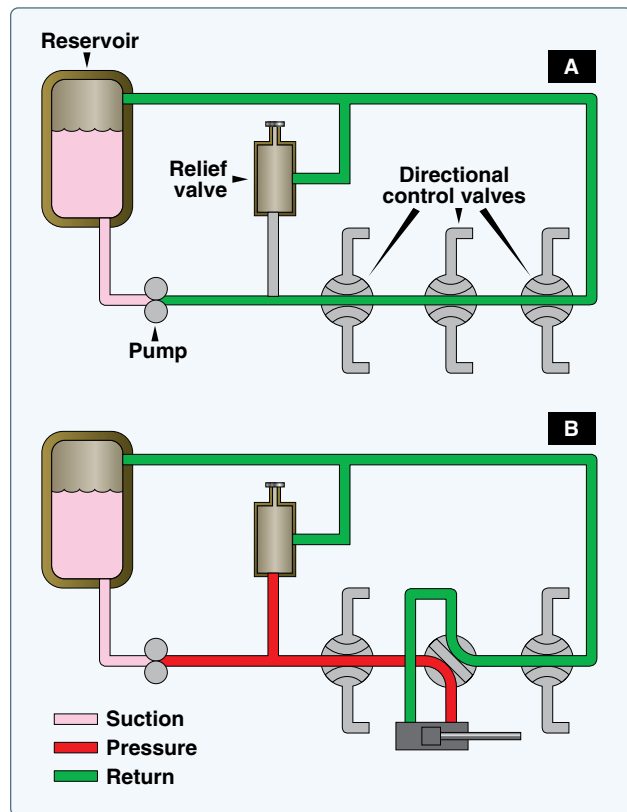 Reservoir
A
Relief
valve
Directional
control valves
Pump
B
Suction
Pressure
Return